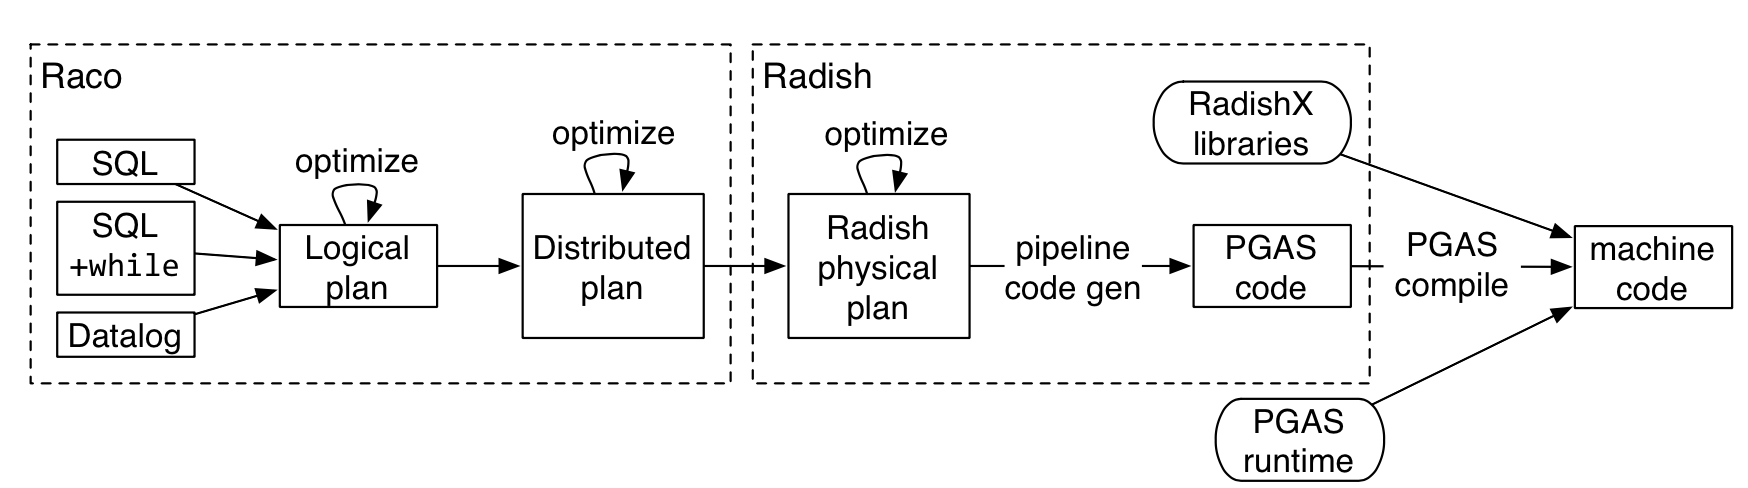 Raco
SQL
SQL
+while
Datalog
optimize
Logical
plan
optimize
Distributed
plan
Radish
optimize
Radish
physical
plan
pipeline
code gen
RadishX
libraries
PGAS
code
PGAS
compile
machine
code
PGAS
runtime